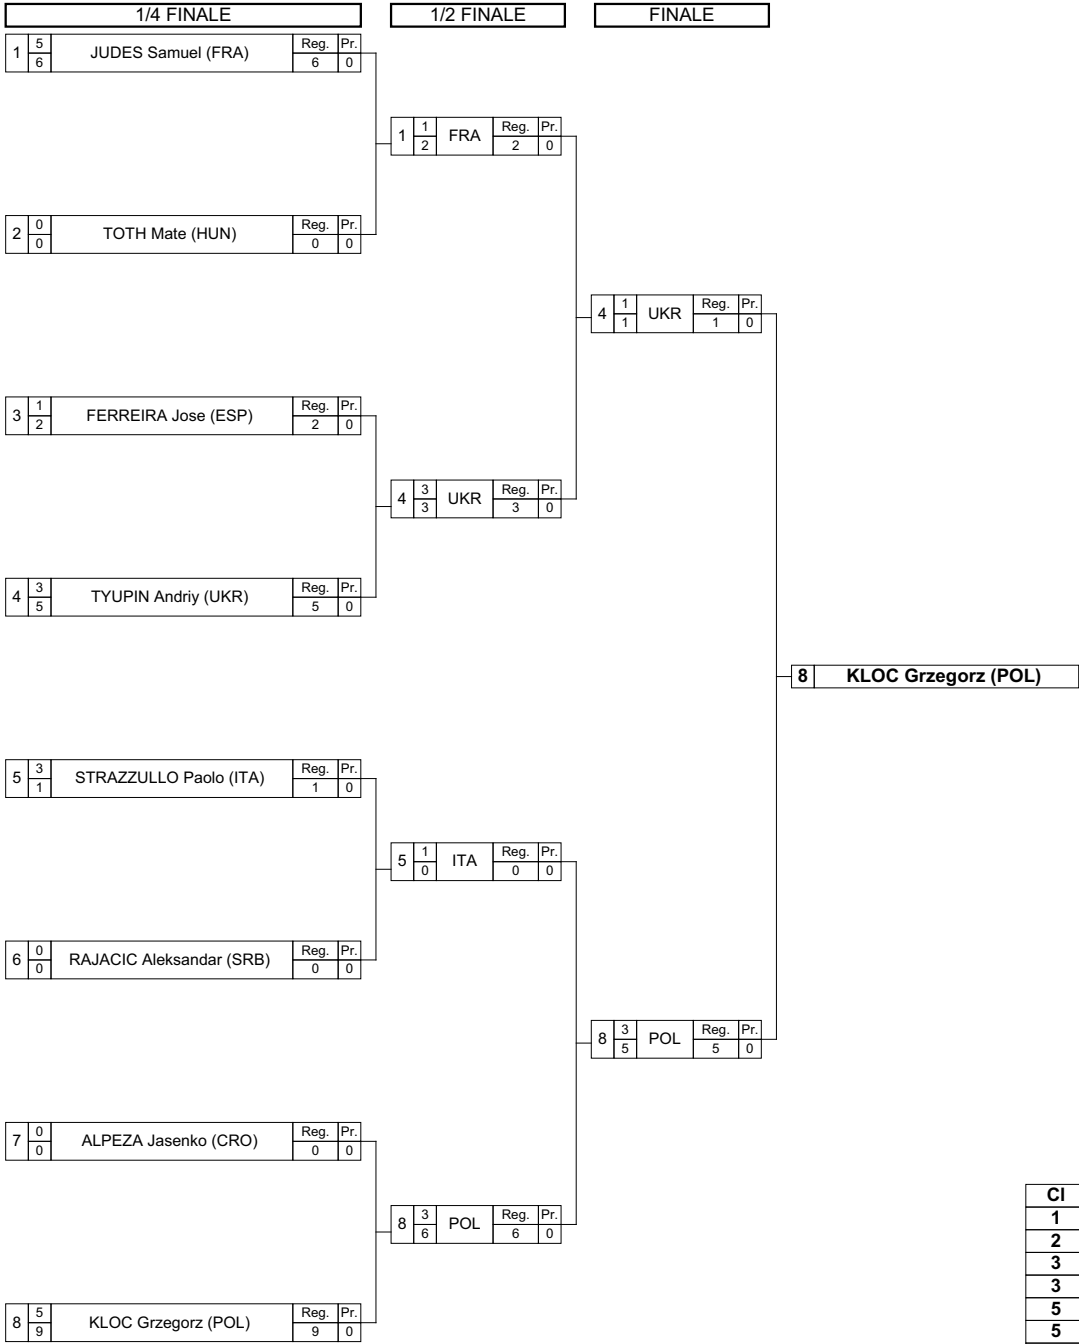 1/4 FINALE 1/2 FINALE FINALE
1 5 6 JUDES Samuel (FRA) Reg. Pr. 6 0
1 1 2 FRA Reg. Pr. 2 0
2 0 0 TOTH Mate (HUN) Reg. Pr. 0 0
4 1 1 UKR Reg. Pr. 1 0
3 1 2 FERREIRA Jose (ESP) Reg. Pr. 2 0
4 3 3 UKR Reg. Pr. 3 0
4 3 5 TYUPIN Andriy (UKR) Reg. Pr. 5 0
8 KLOC Grzegorz (POL)
5 3 1 STRAZZULLO Paolo (ITA) Reg. Pr. 1 0
5 1 0 ITA Reg. Pr. 0 0
6 0 0 RAJACIC Aleksandar (SRB) Reg. Pr. 0 0
8 3 5 POL Reg. Pr. 5 0
7 0 0 ALPEZA Jasenko (CRO) Reg. Pr. 0 0
8 3 6 POL Reg. Pr. 6 0
8 5 9 KLOC Grzegorz (POL) Reg. Pr. 9 0
Cl
1
2
3
3
5
5